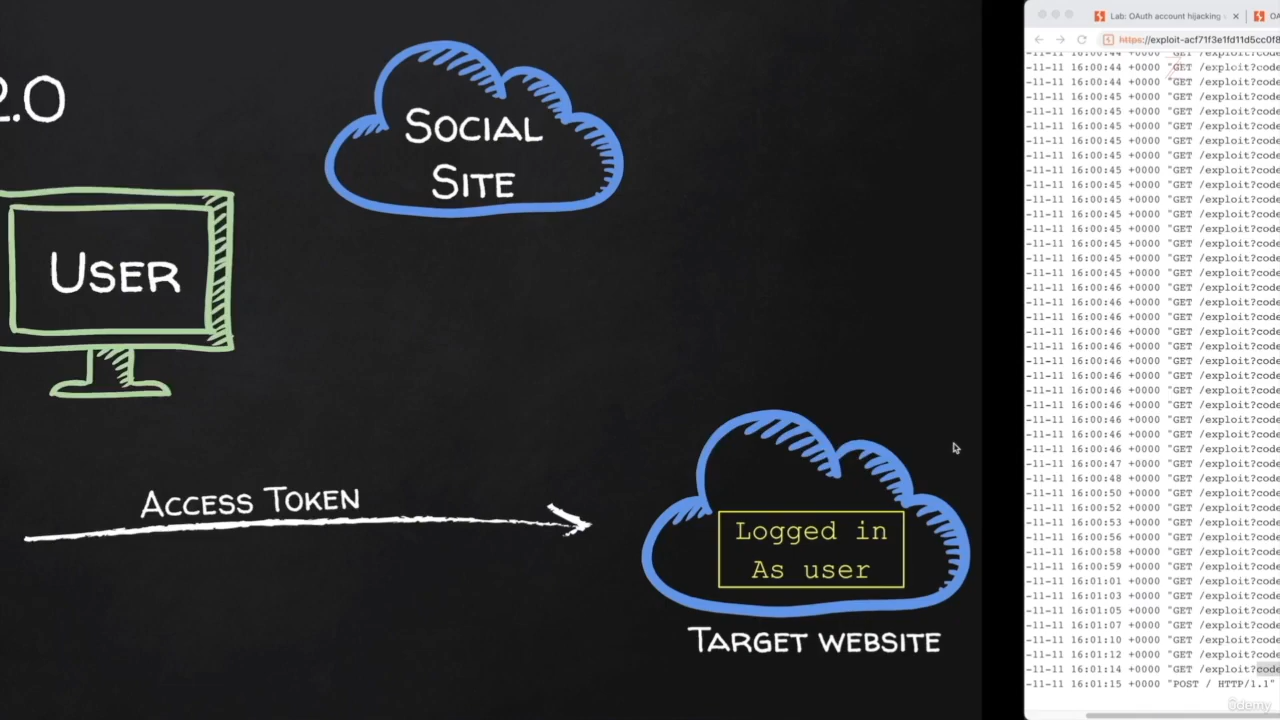 2.0
SOCIAL
SITE
USER
ACCESS TOKEN
Logged in
As user
TARGET WEBSITE
Lab: OAuth account hijacking
https://exploit-acf71f3e1fd11d5cc0f8
-11-11 16:00:44 +0000 "GET /exploit?code
-11-11 16:00:44 +0000 "GET /exploit?code
-11-11 16:00:44 +0000 "GET /exploit?code
-11-11 16:00:45 +0000 "GET /exploit?code
-11-11 16:00:45 +0000 "GET /exploit?code
-11-11 16:00:45 +0000 "GET /exploit?code
-11-11 16:00:45 +0000 "GET /exploit?code
-11-11 16:00:45 +0000 "GET /exploit?code
-11-11 16:00:45 +0000 "GET /exploit?code
-11-11 16:00:45 +0000 "GET /exploit?code
-11-11 16:00:45 +0000 "GET /exploit?code
-11-11 16:00:45 +0000 "GET /exploit?code
-11-11 16:00:45 +0000 "GET /exploit?code
-11-11 16:00:45 +0000 "GET /exploit?code
-11-11 16:00:45 +0000 "GET /exploit?code
-11-11 16:00:45 +0000 "GET /exploit?code
-11-11 16:00:46 +0000 "GET /exploit?code
-11-11 16:00:46 +0000 "GET /exploit?code
-11-11 16:00:46 +0000 "GET /exploit?code
-11-11 16:00:46 +0000 "GET /exploit?code
-11-11 16:00:46 +0000 "GET /exploit?code
-11-11 16:00:46 +0000 "GET /exploit?code
-11-11 16:00:46 +0000 "GET /exploit?code
-11-11 16:00:46 +0000 "GET /exploit?code
-11-11 16:00:46 +0000 "GET /exploit?code
-11-11 16:00:46 +0000 "GET /exploit?code
-11-11 16:00:46 +0000 "GET /exploit?code
-11-11 16:00:46 +0000 "GET /exploit?code
-11-11 16:00:47 +0000 "GET /exploit?code
-11-11 16:00:48 +0000 "GET /exploit?code
-11-11 16:00:50 +0000 "GET /exploit?code
-11-11 16:00:52 +0000 "GET /exploit?code
-11-11 16:00:53 +0000 "GET /exploit?code
-11-11 16:00:56 +0000 "GET /exploit?code
-11-11 16:00:58 +0000 "GET /exploit?code
-11-11 16:00:59 +0000 "GET /exploit?code
-11-11 16:01:01 +0000 "GET /exploit?code
-11-11 16:01:03 +0000 "GET /exploit?code
-11-11 16:01:05 +0000 "GET /exploit?code
-11-11 16:01:07 +0000 "GET /exploit?code
-11-11 16:01:10 +0000 "GET /exploit?code
-11-11 16:01:12 +0000 "GET /exploit?code
-11-11 16:01:14 +0000 "GET /exploit?code
-11-11 16:01:15 +0000 "POST / HTTP/1.1"
ûdemy